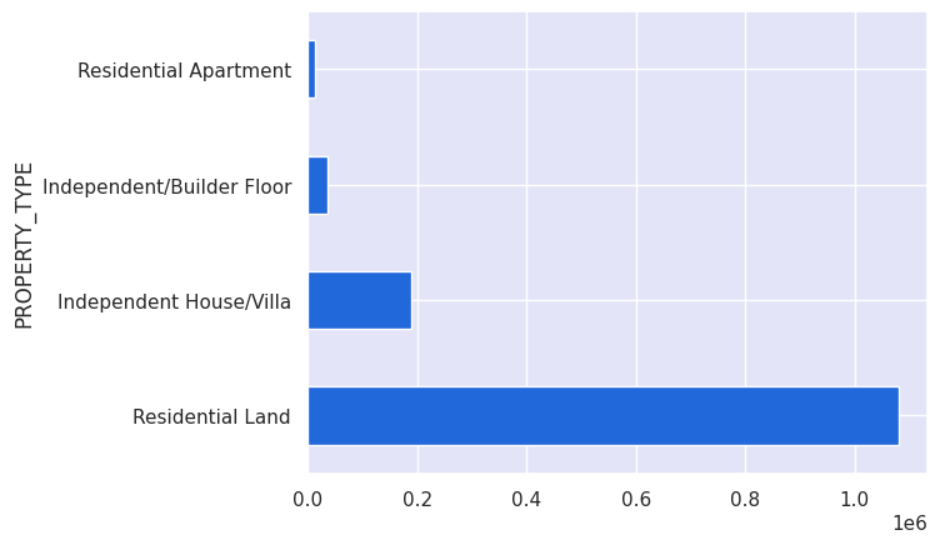 PROPERTY_TYPE
Residential Apartment
Independent/Builder Floor
Independent House/Villa
Residential Land
0.0 0.2 0.4 0.6 0.8 1.0
1e6